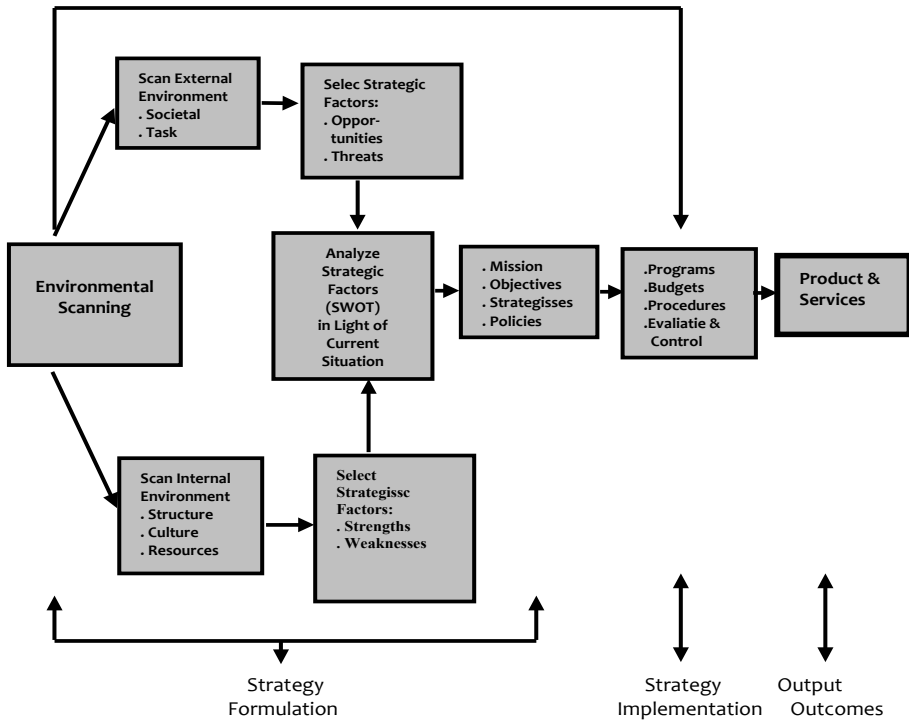 Scan External
Environment
. Societal
. Task
Selec Strategic
Factors:
. Oppor-
tunities
. Threats
Environmental
Scanning
Analyze
Strategic
Factors
(SWOT)
in Light of
Current
Situation
. Mission
. Objectives
. Strategisses
. Policies
.Programs
.Budgets
.Procedures
.Evaliatie &
Control
Product &
Services
Scan Internal
Environment
. Structure
. Culture
. Resources
Select
Strategissc
Factors:
. Strengths
. Weaknesses
Strategy
Formulation
Strategy
Implementation
Output
Outcomes